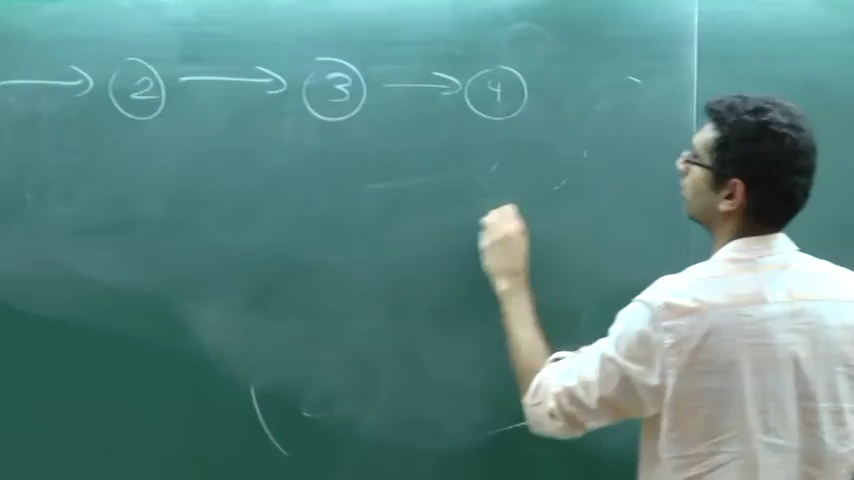 → 2 → 3 → 4